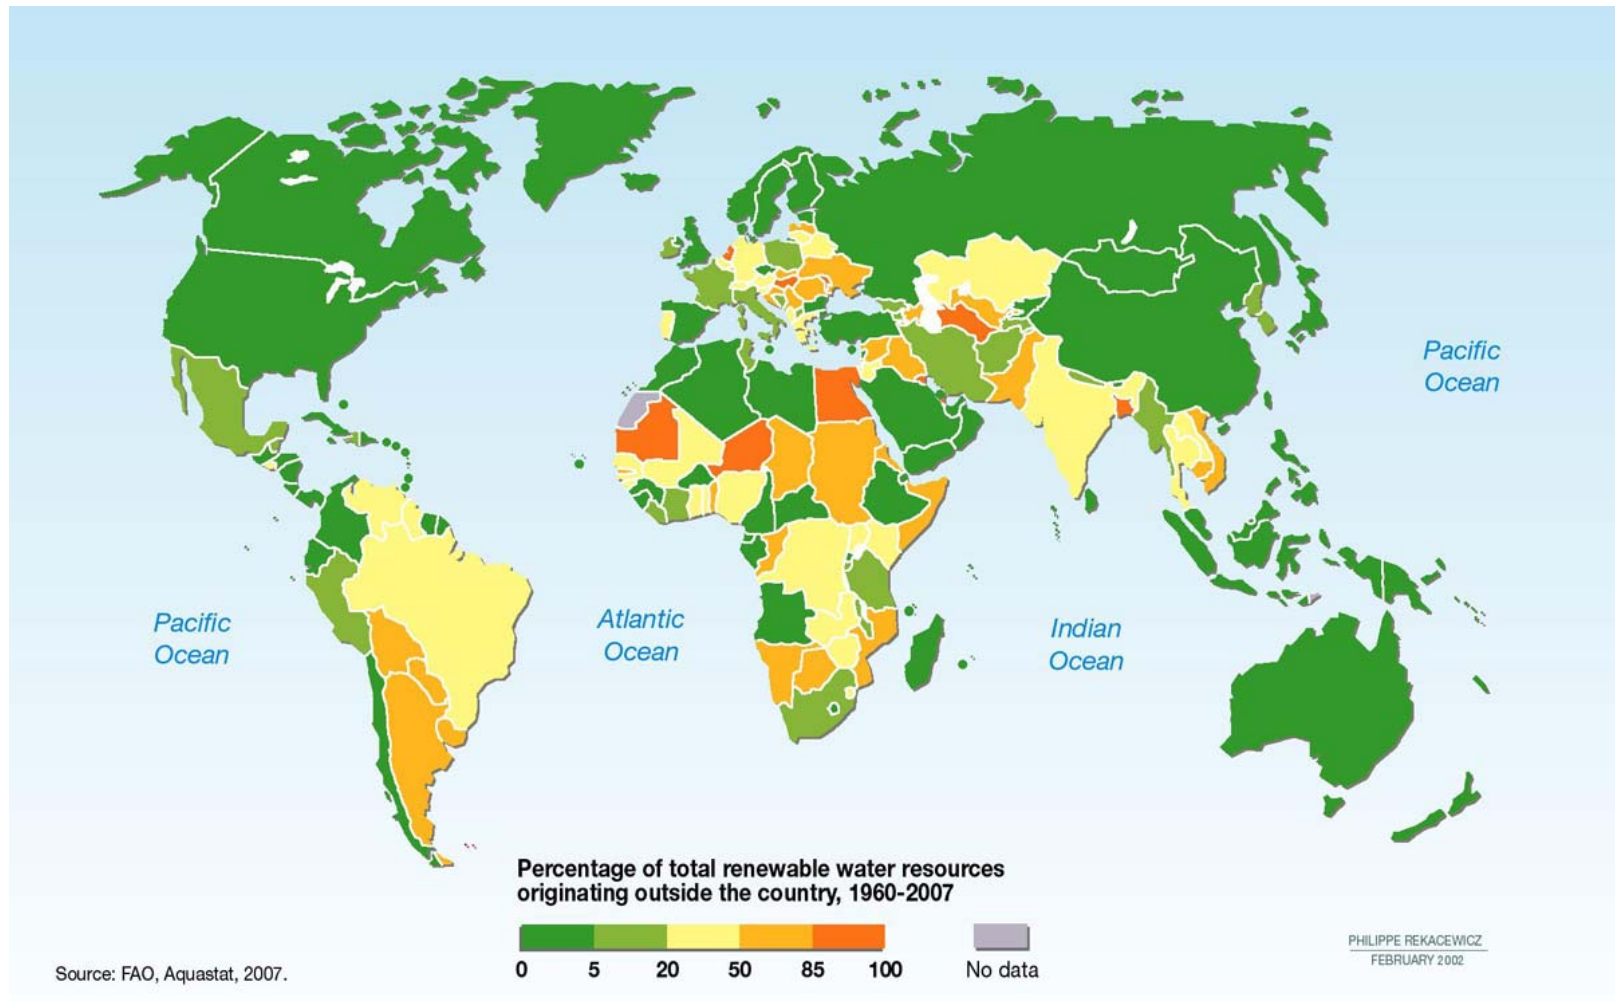 Pacific
Ocean
Pacific
Ocean
Atlantic
Ocean
Indian
Ocean
Percentage of total renewable water resources
originating outside the country, 1960-2007
0 5 20 50 85 100 No data
Source: FAO, Aquastat, 2007.
PHILIPPE REKACEWICZ
FEBRUARY 2002